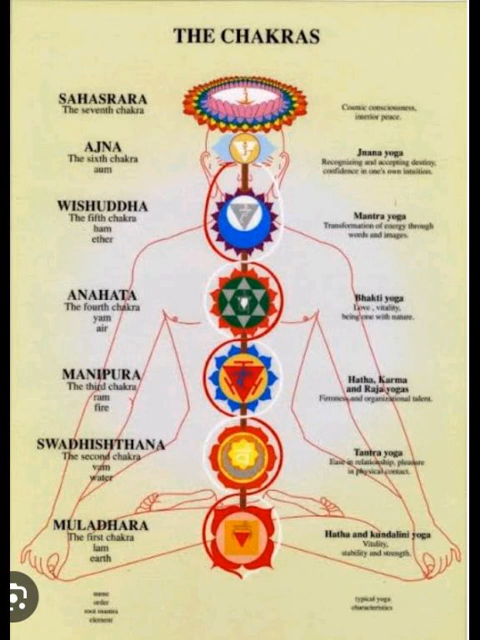 THE CHAKRAS
SAHASRARA
The seventh chakra
Cosmic consciousness,
interior peace.
AJNA
The sixth chakra
aum
Jnana yoga
Recognizing and accepting destiny,
confidence in one's own intuition.
WISHUDDHA
The fifth chakra
ham
ether
Mantra yoga
Transformation of energy through
words and images.
ANAHATA
The fourth chakra
yam
air
Bhakti yoga
Love , vitality,
being one with nature.
MANIPURA
The third chakra
ram
fire
Hatha, Karma
and Raja yogas
Firmness and organizational talent.
SWADHISHTHANA
The second chakra
vam
water
Tantra yoga
Ease in relationship, pleasure
in physical contact.
MULADHARA
The first chakra
lam
earth
Hatha and kundalini yoga
Vitality,
stability and strength.
name
order
root mantra
element
typical yoga
characteristics